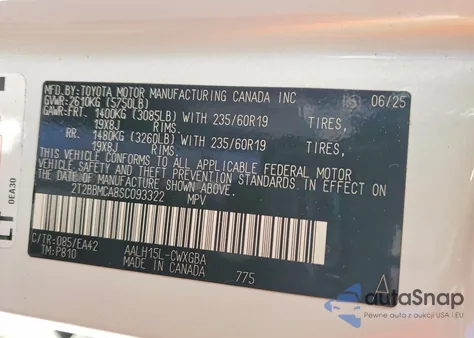 MFD. BY:TOYOTA MOTOR MANUFACTURING CANADA INC 06/25
GVWR:2610KG (5750LB)
GAWR:FRT. 1400KG (3085LB) WITH 235/60R19 TIRES,
19X8J RIMS.
RR. 1480KG (3260LB) WITH 235/60R19 TIRES,
19X8J RIMS.
THIS VEHICLE CONFORMS TO ALL APPLICABLE FEDERAL MOTOR
VEHICLE SAFETY AND THEFT PREVENTION STANDARDS IN EFFECT
ON THE DATE OF MANUFACTURE SHOWN ABOVE.
2T2BBMCA8SC093322 MPV
C/TR:085/EA42 AALH15L-CWXGBA
TM:P810 MADE IN CANADA 775
0EA30
autoSnap
Pewne auta z aukcji USA i EU